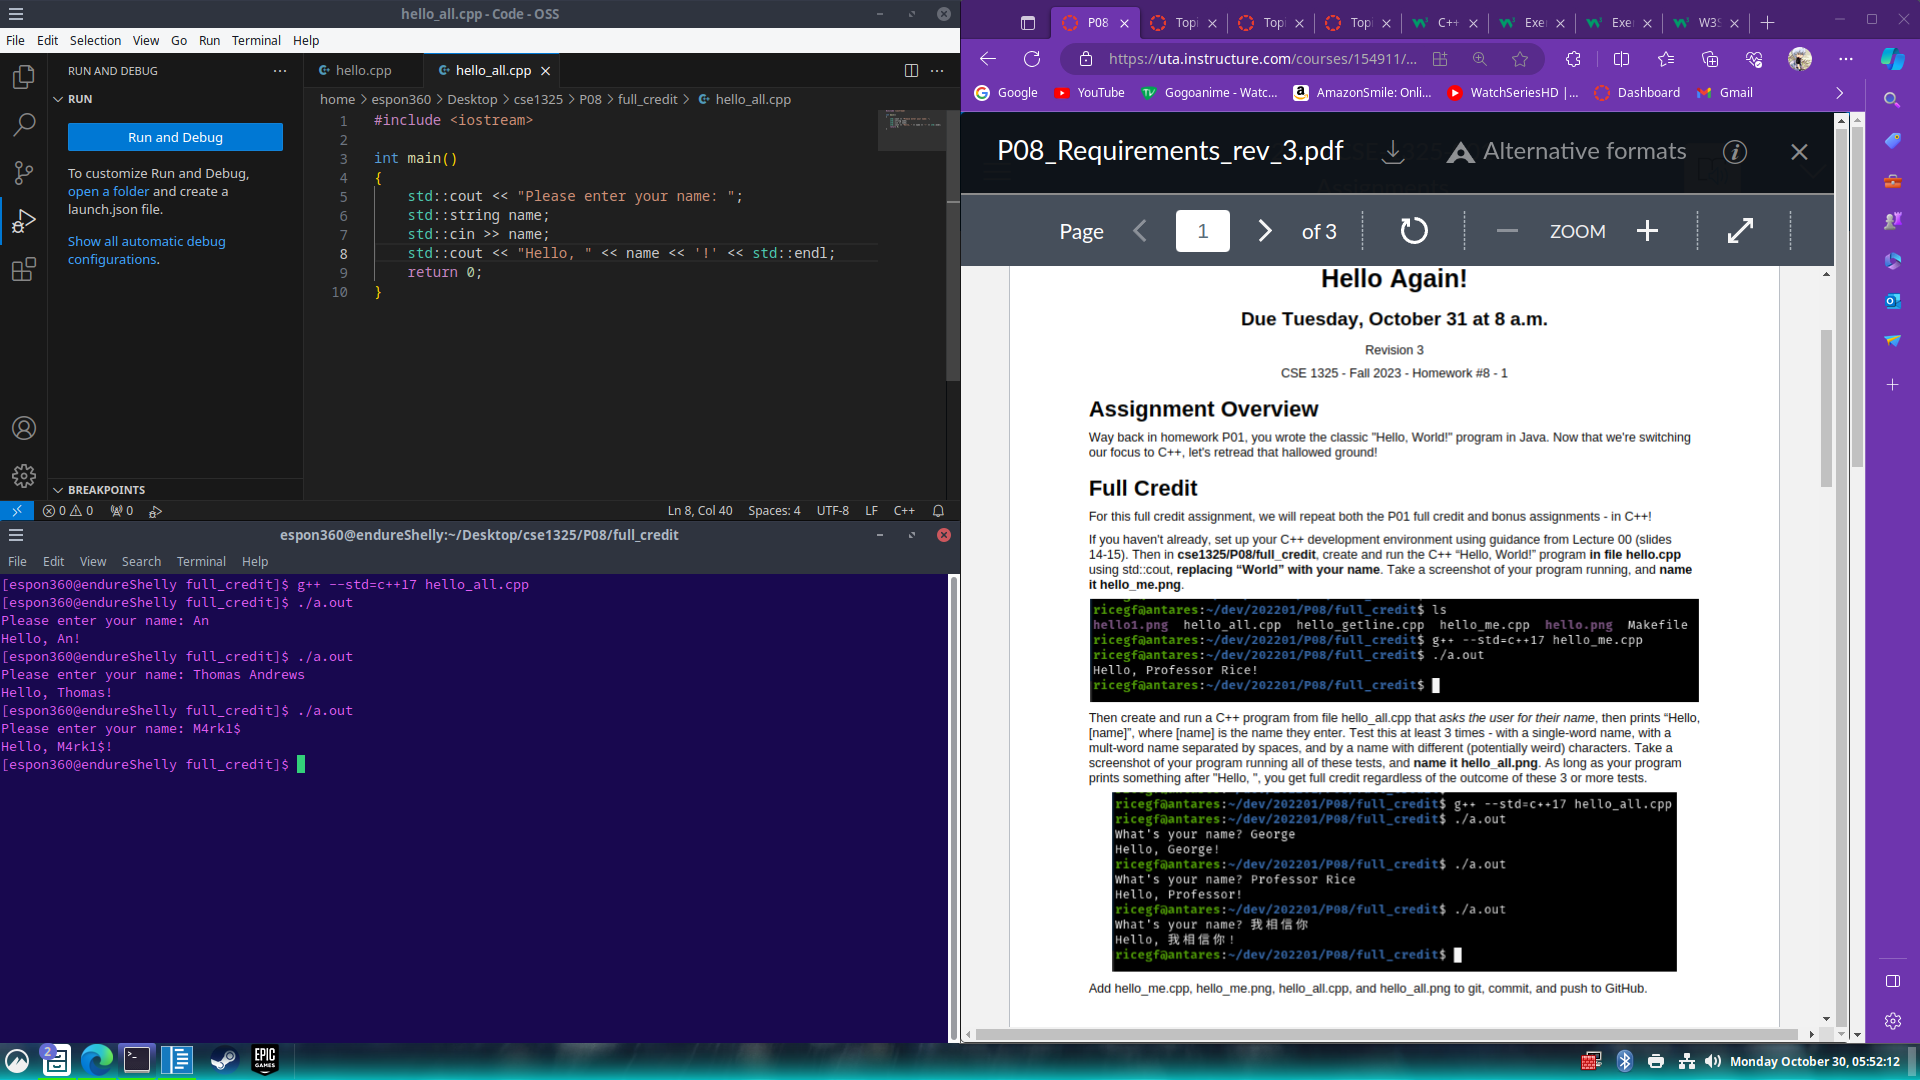 hello_all.cpp - Code - OSS
File Edit Selection View Go Run Terminal Help
RUN AND DEBUG
RUN
Run and Debug
To customize Run and Debug,
open a folder and create a
launch.json file.
Show all automatic debug
configurations.
BREAKPOINTS
hello.cpp
hello_all.cpp
home > espon360 > Desktop > cse1325 > P08 > full_credit > hello_all.cpp
1 #include <iostream>
2
3 int main()
4 {
5 std::cout << "Please enter your name: ";
6 std::string name;
7 std::cin >> name;
8 std::cout << "Hello, " << name << '!' << std::endl;
9 return 0;
10 }
0 0 0
Ln 8, Col 40 Spaces: 4 UTF-8 LF C++
espon360@endureShelly:~/Desktop/cse1325/P08/full_credit
File Edit View Search Terminal Help
[espon360@endureShelly full_credit]$ g++ --std=c++17 hello_all.cpp
[espon360@endureShelly full_credit]$ ./a.out
Please enter your name: An
Hello, An!
[espon360@endureShelly full_credit]$ ./a.out
Please enter your name: Thomas Andrews
Hello, Thomas!
[espon360@endureShelly full_credit]$ ./a.out
Please enter your name: M4rk1$
Hello, M4rk1$!
[espon360@endureShelly full_credit]$
P08 Topi Topi Topi C++ Exe Exe W3S
https://uta.instructure.com/courses/154911/...
Google YouTube Gogoanime - Watc... AmazonSmile: Onli... WatchSeriesHD |... Dashboard Gmail
P08_Requirements_rev_3.pdf
Alternative formats
Page 1 of 3 ZOOM
Hello Again!
Due Tuesday, October 31 at 8 a.m.
Revision 3
CSE 1325 - Fall 2023 - Homework #8 - 1
Assignment Overview
Way back in homework P01, you wrote the classic "Hello, World!" program in Java. Now that we're switching
our focus to C++, let's retread that hallowed ground!
Full Credit
For this full credit assignment, we will repeat both the P01 full credit and bonus assignments - in C++!
If you haven't already, set up your C++ development environment using guidance from Lecture 00 (slides
14-15). Then in cse1325/P08/full_credit, create and run the C++ “Hello, World!” program in file hello.cpp
using std::cout, replacing “World” with your name. Take a screenshot of your program running, and name
it hello_me.png.
ricegf@antares:~/dev/202201/P08/full_credit$ ls
hello1.png hello_all.cpp hello_getline.cpp hello_me.cpp hello.png Makefile
ricegf@antares:~/dev/202201/P08/full_credit$ g++ --std=c++17 hello_me.cpp
ricegf@antares:~/dev/202201/P08/full_credit$ ./a.out
Hello, Professor Rice!
ricegf@antares:~/dev/202201/P08/full_credit$
Then create and run a C++ program from file hello_all.cpp that asks the user for their name, then prints “Hello,
[name]”, where [name] is the name they enter. Test this at least 3 times - with a single-word name, with a
mult-word name separated by spaces, and by a name with different (potentially weird) characters. Take a
screenshot of your program running all of these tests, and name it hello_all.png. As long as your program
prints something after "Hello, ", you get full credit regardless of the outcome of these 3 or more tests.
ricegf@antares:~/dev/202201/P08/full_credit$ g++ --std=c++17 hello_all.cpp
ricegf@antares:~/dev/202201/P08/full_credit$ ./a.out
What's your name? George
Hello, George!
ricegf@antares:~/dev/202201/P08/full_credit$ ./a.out
What's your name? Professor Rice
Hello, Professor!
ricegf@antares:~/dev/202201/P08/full_credit$ ./a.out
What's your name? 我相信你
Hello, 我相信你!
ricegf@antares:~/dev/202201/P08/full_credit$
Add hello_me.cpp, hello_me.png, hello_all.cpp, and hello_all.png to git, commit, and push to GitHub.
2
EPIC GAMES
Monday October 30, 05:52:12